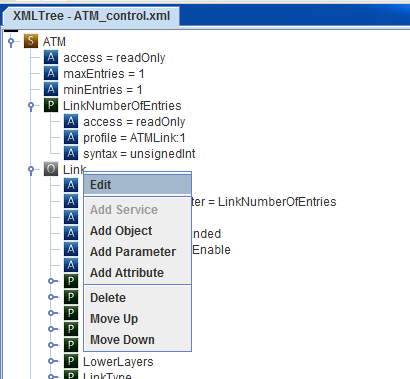 XMLTree - ATM_control.xml
S ATM
A access = readOnly
A maxEntries = 1
A minEntries = 1
P LinkNumberOfEntries
A access = readOnly
A profile = ATMLink:1
A syntax = unsignedInt
O Link
A Edit
A ter = LinkNumberOfEntries
A Add Service
A Add Object nded
A Add Parameter Enable
A Add Attribute
P
P Delete
P Move Up
P Move Down
P LowerLayers
P LinkType